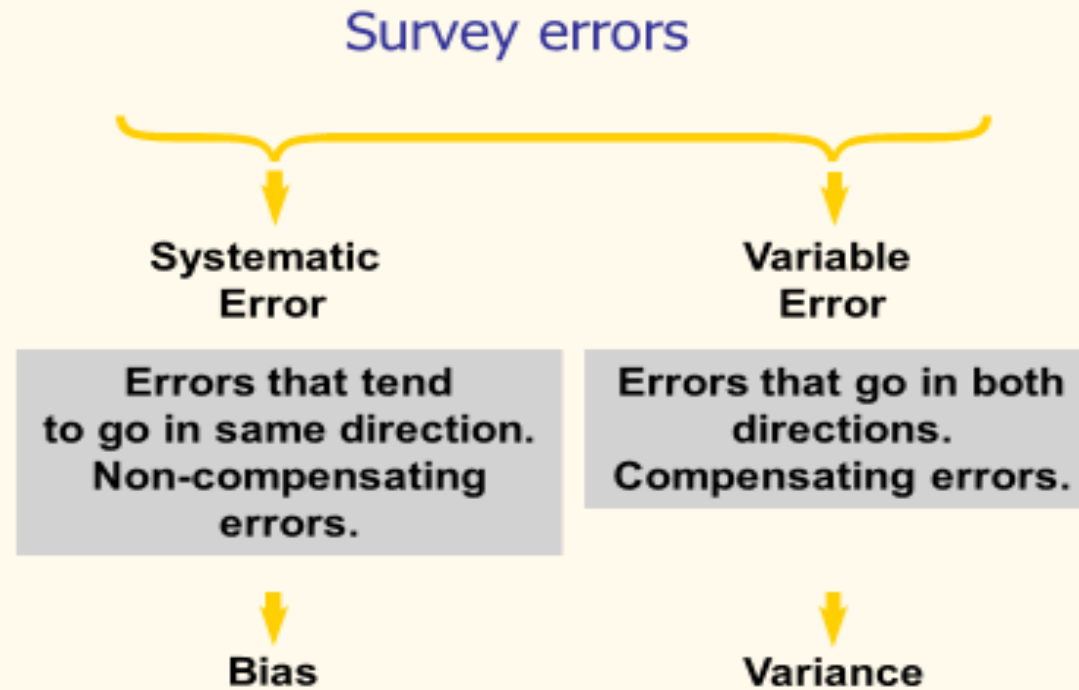 Survey errors
Systematic
Error
Errors that tend
to go in same direction.
Non-compensating
errors.
Bias
Variable
Error
Errors that go in both
directions.
Compensating errors.
Variance